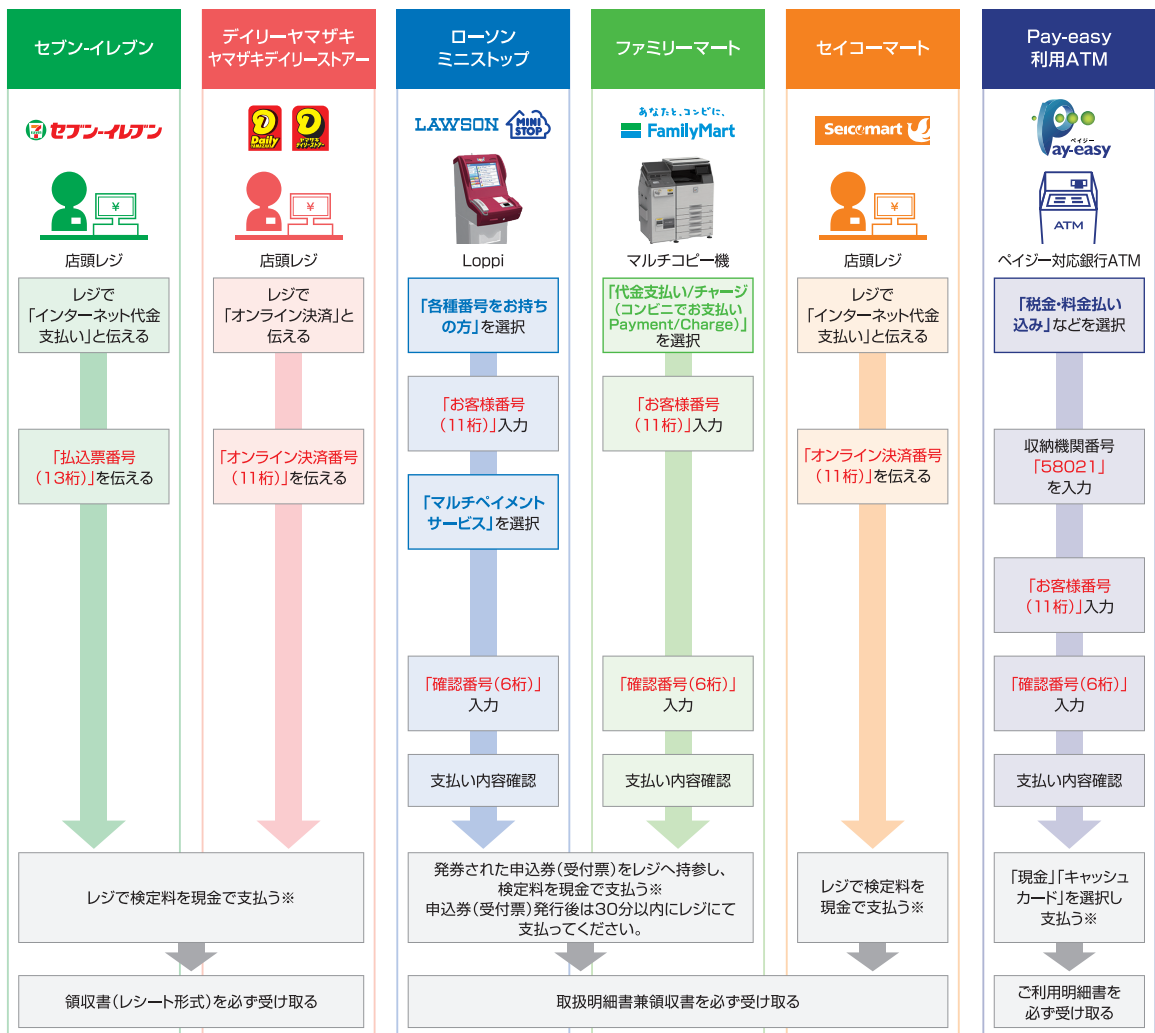 セブン-イレブン
デイリーヤマザキ
ヤマザキデイリーストアー
ローソン
ミニストップ
ファミリーマート
セイコーマート
Pay-easy
利用ATM
セブン-イレブン
Daily
YAMAZAKI
ヤマザキ
デイリーストアー
LAWSON
MINI
STOP
あなたと、コンビに、
FamilyMart
Seicomart
ペイジー
Pay-easy
¥
¥
¥
ATM
店頭レジ
店頭レジ
Loppi
マルチコピー機
店頭レジ
ペイジー対応銀行ATM
レジで
「インターネット代金
支払い」と伝える
「払込票番号
(13桁)」を伝える
レジで
「オンライン決済」と
伝える
「オンライン決済番号
(11桁)」を伝える
「各種番号をお持ち
の方」を選択
「お客様番号
(11桁)」入力
「マルチペイメント
サービス」を選択
「確認番号(6桁)」
入力
支払い内容確認
「代金支払い/チャージ
(コンビニでお支払い
Payment/Charge)」
を選択
「お客様番号
(11桁)」入力
「確認番号(6桁)」
入力
支払い内容確認
レジで
「インターネット代金
支払い」と伝える
「オンライン決済番号
(11桁)」を伝える
「税金・料金払い
込み」などを選択
収納機関番号
「58021」
を入力
「お客様番号
(11桁)」入力
「確認番号(6桁)」
入力
支払い内容確認
レジで検定料を現金で支払う※
発券された申込券(受付票)をレジへ持参し、
検定料を現金で支払う※
申込券(受付票)発行後は30分以内にレジにて
支払ってください。
レジで検定料を
現金で支払う※
「現金」「キャッシュ
カード」を選択し
支払う※
領収書(レシート形式)を必ず受け取る
取扱明細書兼領収書を必ず受け取る
ご利用明細書を
必ず受け取る